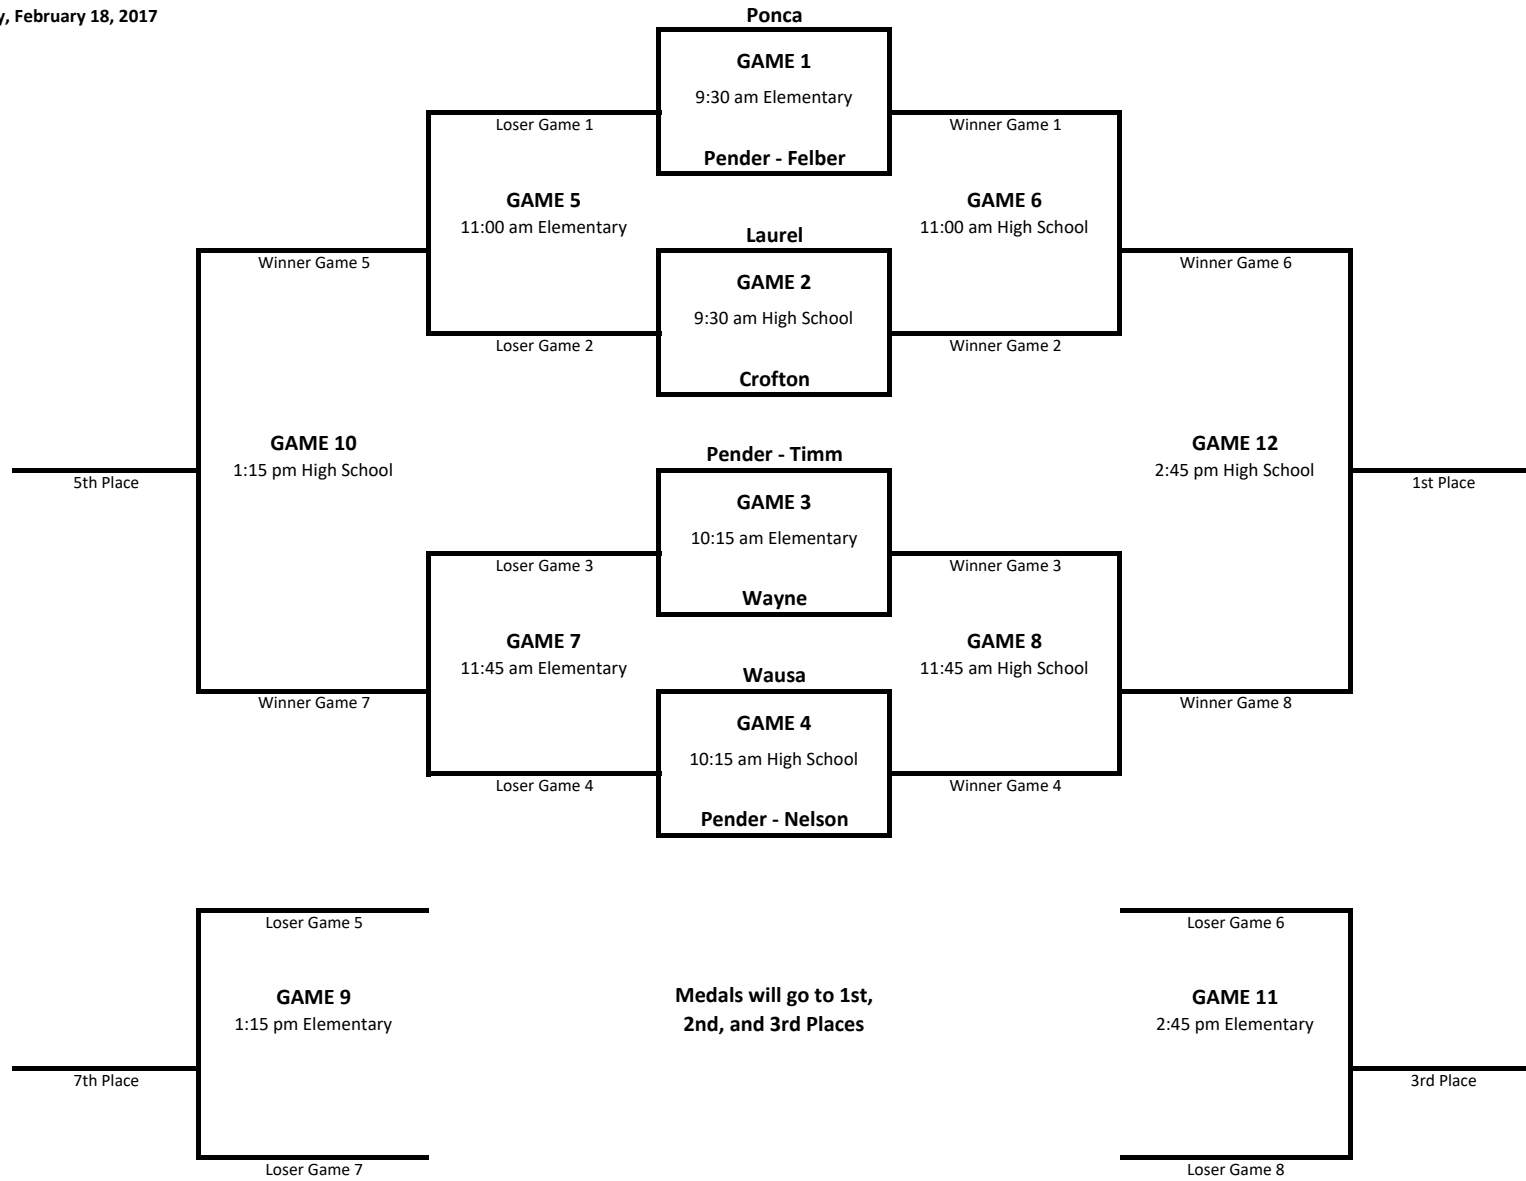 y, February 18, 2017
Ponca
GAME 1
9:30 am Elementary
Loser Game 1
Winner Game 1
Pender - Felber
GAME 5
GAME 6
11:00 am Elementary
11:00 am High School
Laurel
Winner Game 5
Winner Game 6
GAME 2
9:30 am High School
Loser Game 2
Winner Game 2
Crofton
GAME 10
GAME 12
Pender - Timm
1:15 pm High School
2:45 pm High School
5th Place
1st Place
GAME 3
10:15 am Elementary
Loser Game 3
Winner Game 3
Wayne
GAME 7
GAME 8
11:45 am Elementary
11:45 am High School
Wausa
Winner Game 7
Winner Game 8
GAME 4
10:15 am High School
Loser Game 4
Winner Game 4
Pender - Nelson
Loser Game 5
Loser Game 6
GAME 9
Medals will go to 1st,
GAME 11
1:15 pm Elementary
2nd, and 3rd Places
2:45 pm Elementary
7th Place
3rd Place
Loser Game 7
Loser Game 8